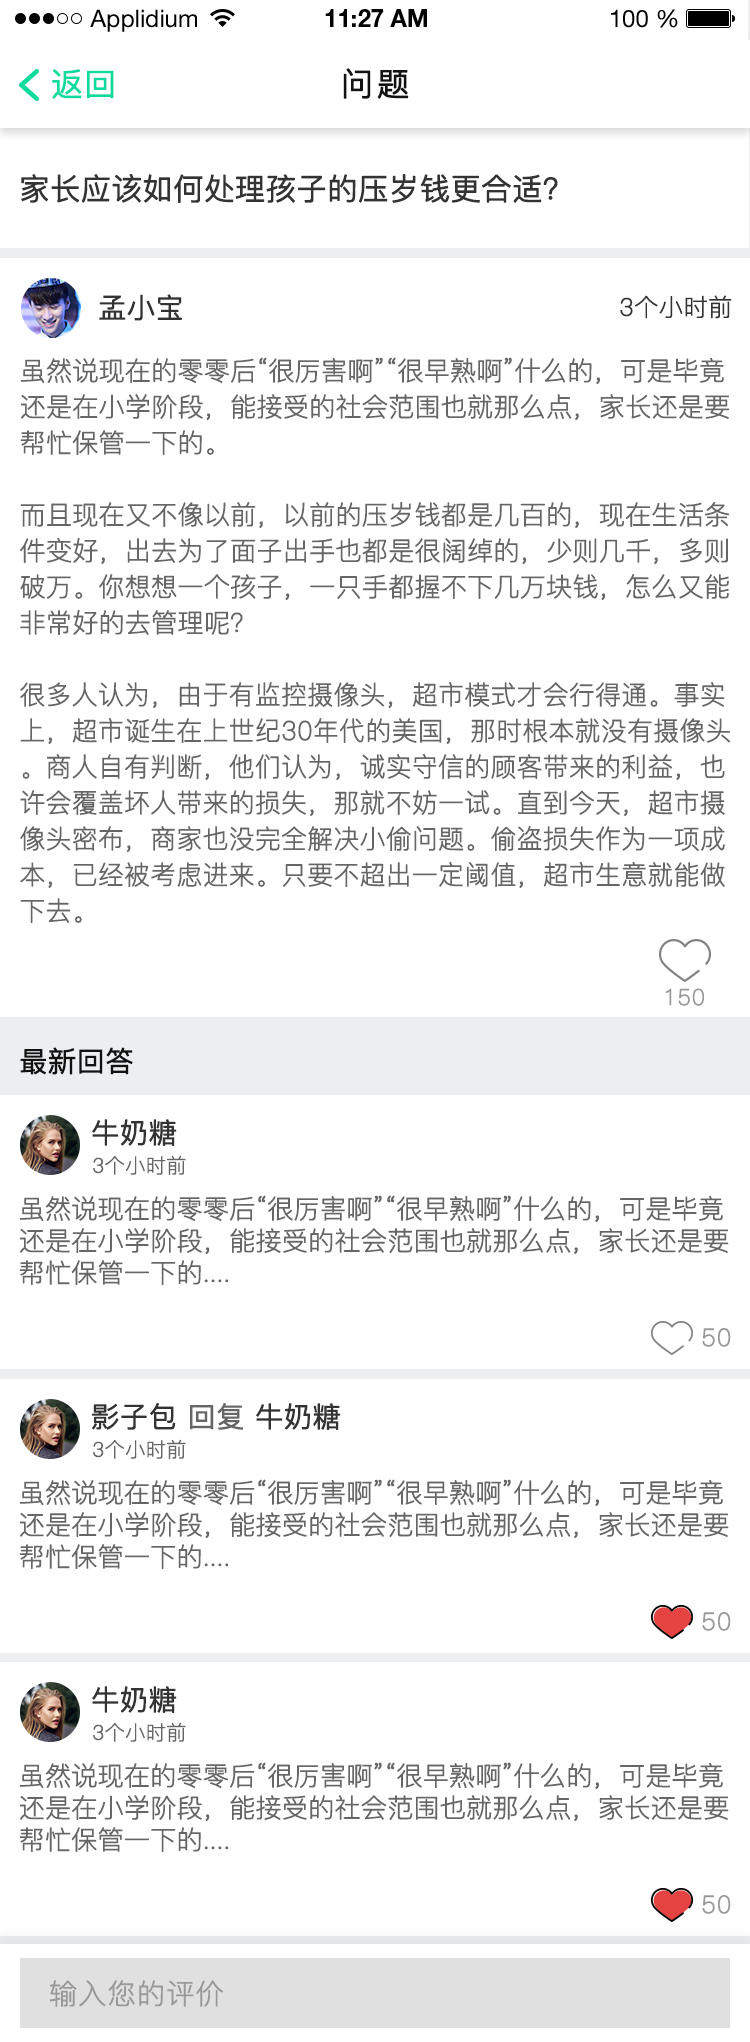 Applidium 11:27 AM 100 %
返回 问题
家长应该如何处理孩子的压岁钱更合适?
孟小宝 3个小时前
虽然说现在的零零后“很厉害啊”“很早熟啊”什么的，可是毕竟
还是在小学阶段，能接受的社会范围也就那么点，家长还是要
帮忙保管一下的。
而且现在又不像以前，以前的压岁钱都是几百的，现在生活条
件变好，出去为了面子出手也都是很阔绰的，少则几千，多则
破万。你想想一个孩子，一只手都握不下几万块钱，怎么又能
非常好的去管理呢?
很多人认为，由于有监控摄像头，超市模式才会行得通。事实
上，超市诞生在上世纪30年代的美国，那时根本就没有摄像头
。商人自有判断，他们认为，诚实守信的顾客带来的利益，也
许会覆盖坏人带来的损失，那就不妨一试。直到今天，超市摄
像头密布，商家也没完全解决小偷问题。偷盗损失作为一项成
本，已经被考虑进来。只要不超出一定阈值，超市生意就能做
下去。
150
最新回答
牛奶糖
3个小时前
虽然说现在的零零后“很厉害啊”“很早熟啊”什么的，可是毕竟
还是在小学阶段，能接受的社会范围也就那么点，家长还是要
帮忙保管一下的....
50
影子包 回复 牛奶糖
3个小时前
虽然说现在的零零后“很厉害啊”“很早熟啊”什么的，可是毕竟
还是在小学阶段，能接受的社会范围也就那么点，家长还是要
帮忙保管一下的....
50
牛奶糖
3个小时前
虽然说现在的零零后“很厉害啊”“很早熟啊”什么的，可是毕竟
还是在小学阶段，能接受的社会范围也就那么点，家长还是要
帮忙保管一下的....
50
输入您的评价